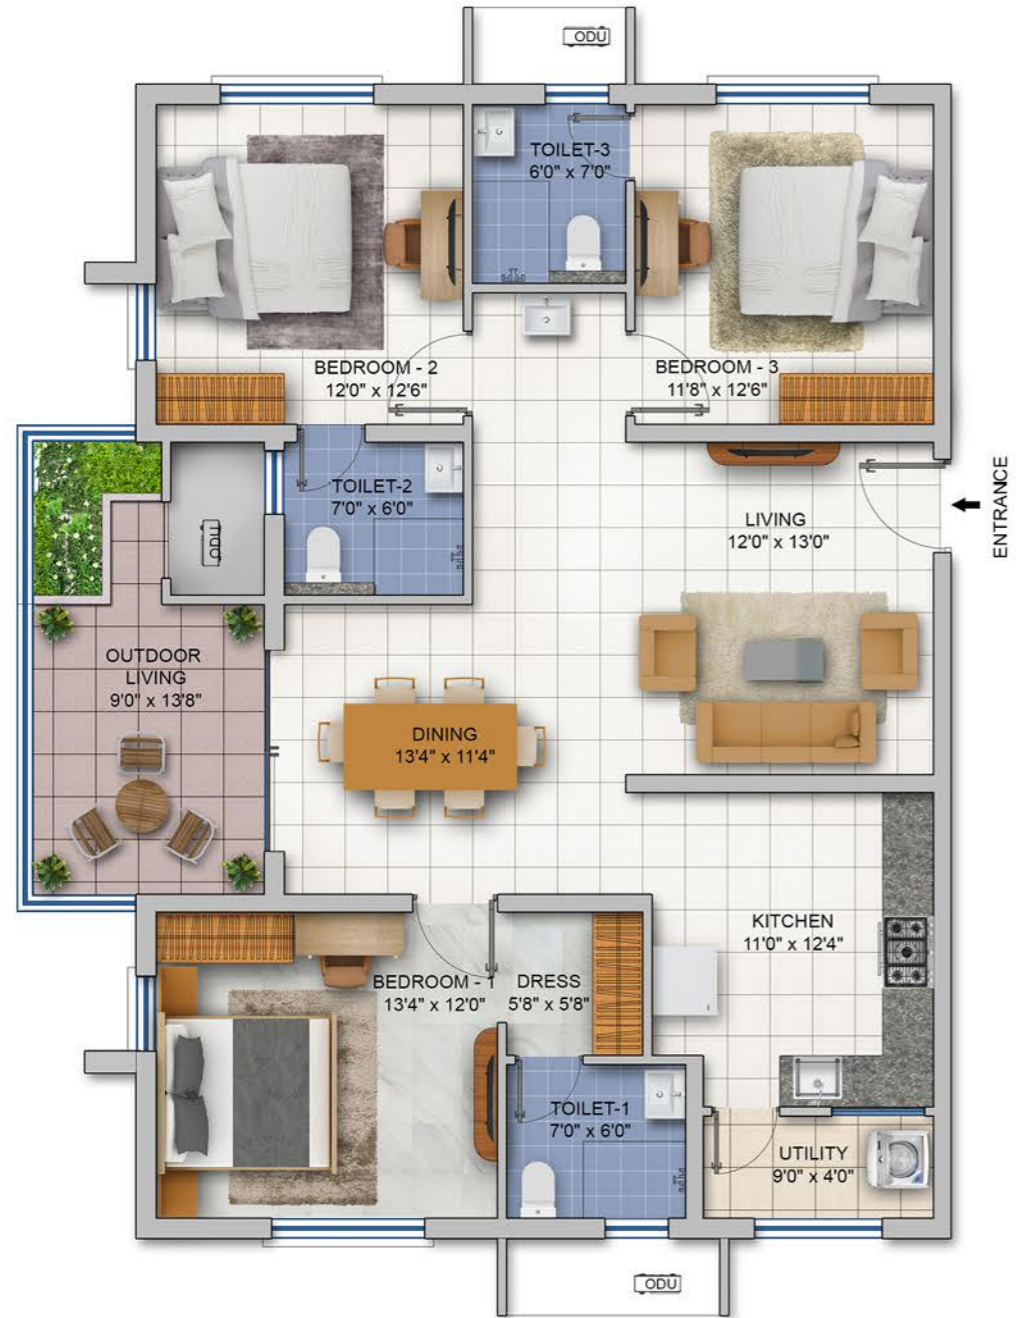 ODU
TOILET-3
6'0" x 7'0"
BEDROOM - 2
12'0" x 12'6"
BEDROOM - 3
11'8" x 12'6"
TOILET-2
7'0" x 6'0"
LIVING
12'0" x 13'0"
ENTRANCE
ODU
OUTDOOR
LIVING
9'0" x 13'8"
DINING
13'4" x 11'4"
KITCHEN
11'0" x 12'4"
BEDROOM - 1
13'4" x 12'0"
DRESS
5'8" x 5'8"
TOILET-1
7'0" x 6'0"
UTILITY
9'0" x 4'0"
ODU